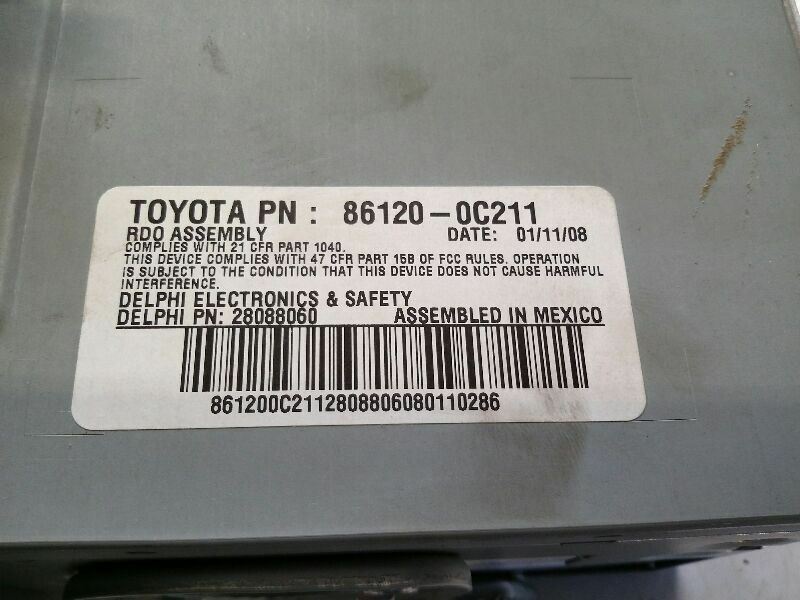 TOYOTA PN : 86120-0C211
RDO ASSEMBLY DATE: 01/11/08
COMPLIES WITH 21 CFR PART 1040.
THIS DEVICE COMPLIES WITH 47 CFR PART 15B OF FCC RULES. OPERATION
IS SUBJECT TO THE CONDITION THAT THIS DEVICE DOES NOT CAUSE HARMFUL
INTERFERENCE.
DELPHI ELECTRONICS & SAFETY
DELPHI PN: 28088060 ASSEMBLED IN MEXICO
861200C2112808806080110286